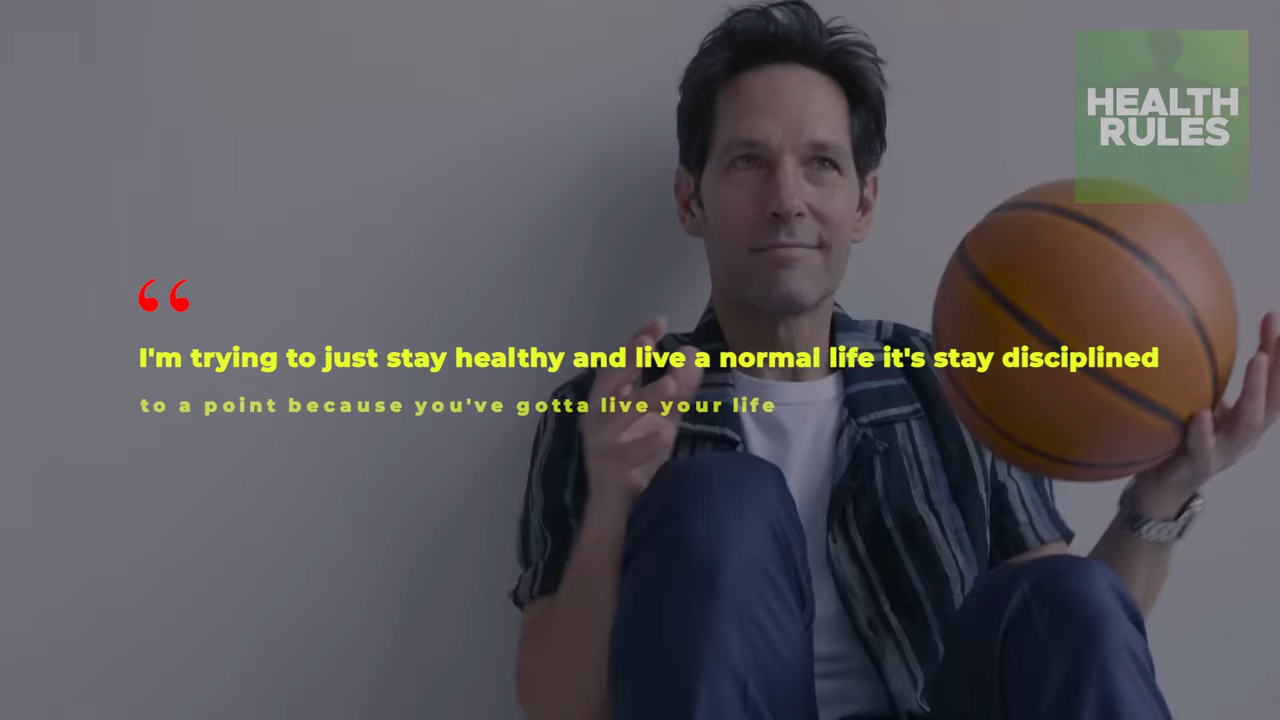 HEALTH
RULES
“
I'm trying to just stay healthy and live a normal life it's stay disciplined
to a point because you've gotta live your life